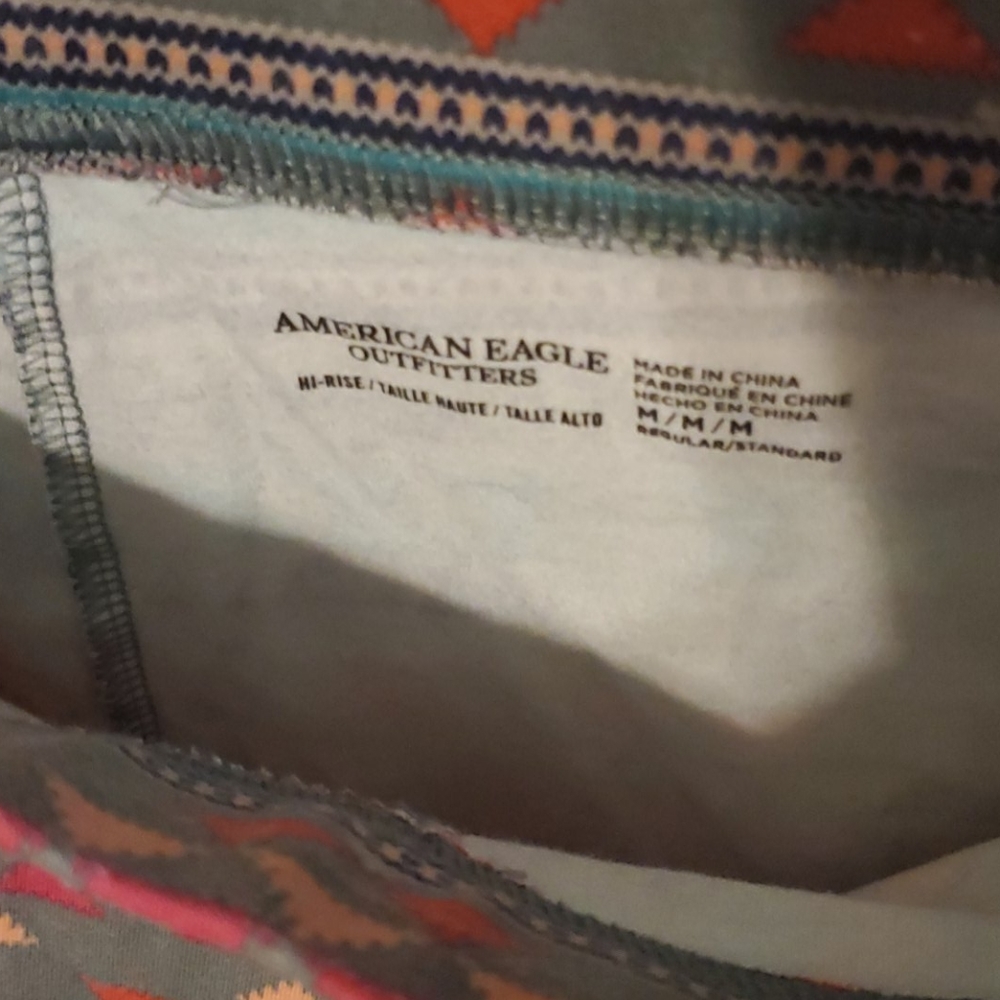 AMERICAN EAGLE
OUTFITTERS
HI-RISE / TAILLE HAUTE / TALLE ALTO
MADE IN CHINA
FABRIQUÉ EN CHINE
HECHO EN CHINA
M / M / M
REGULAR/STANDARD